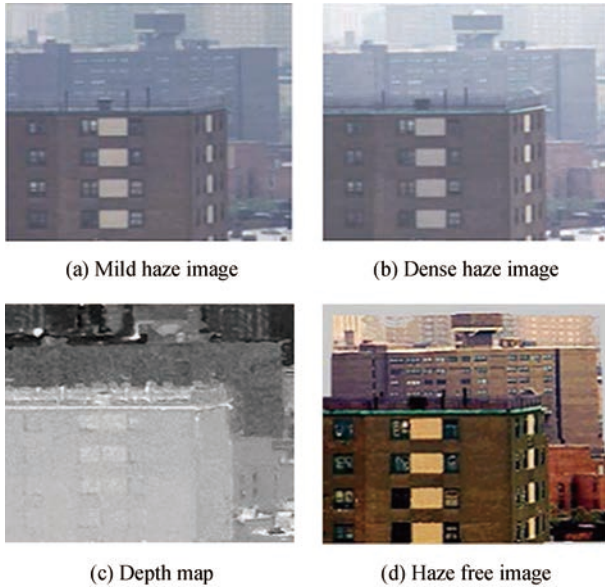 (a) Mild haze image
(b) Dense haze image
(c) Depth map
(d) Haze free image